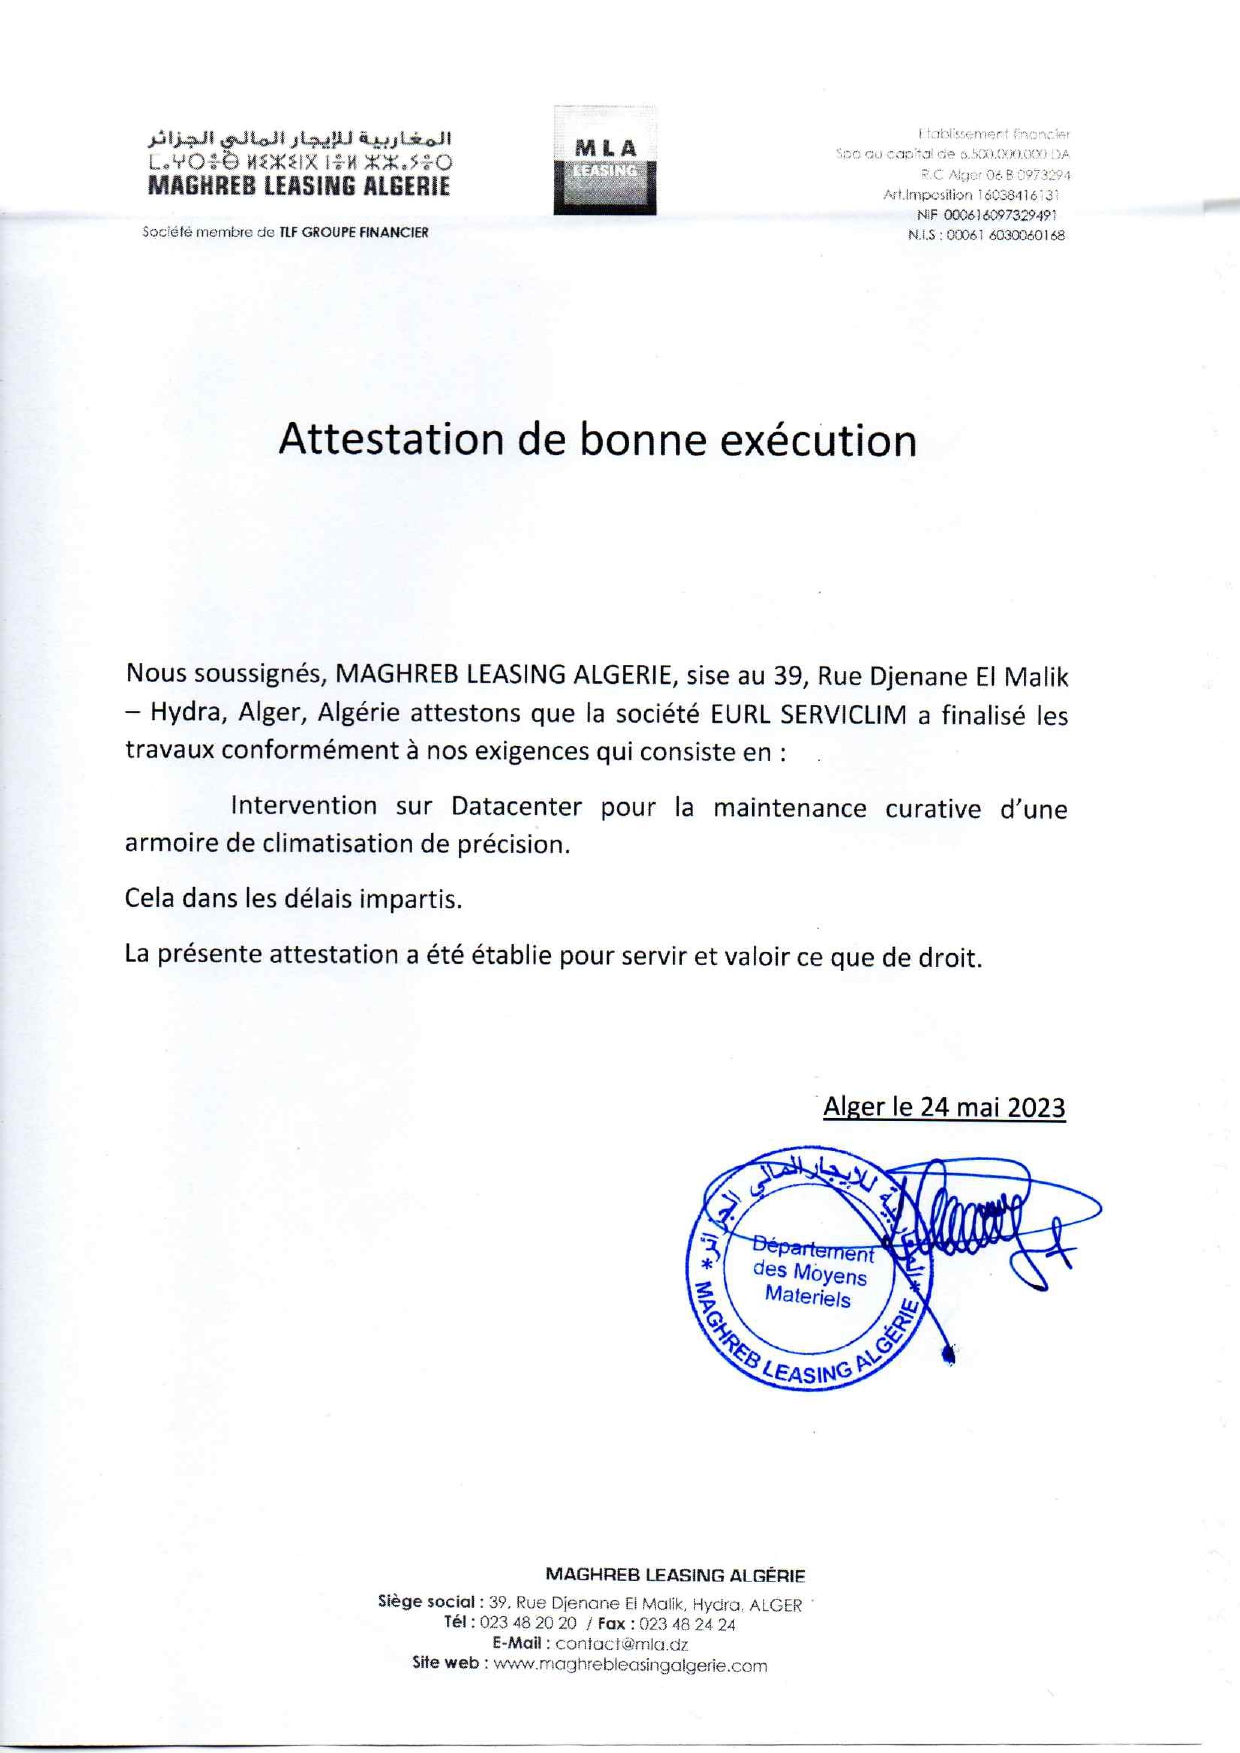 المغاربية للإيجار المالي الجزائر
MAGHREB LEASING ALGERIE
Société membre de TLF GROUPE FINANCIER
MLA
LEASING
Etablissement financier
Spa au capital de 6.500.000.000 DA
R.C Alger 06 B 0973294
Art.Imposition 16038416131
NIF 000616097329491
N.I.S : 00061 6030060168
Attestation de bonne exécution
Nous soussignés, MAGHREB LEASING ALGERIE, sise au 39, Rue Djenane El Malik
– Hydra, Alger, Algérie attestons que la société EURL SERVICLIM a finalisé les
travaux conformément à nos exigences qui consiste en :
Intervention sur Datacenter pour la maintenance curative d’une
armoire de climatisation de précision.
Cela dans les délais impartis.
La présente attestation a été établie pour servir et valoir ce que de droit.
Alger le 24 mai 2023
المغاربية للإيجار المالي الجزائر
Département
des Moyens
Materiels
* MAGHREB LEASING ALGÉRIE *
MAGHREB LEASING ALGÉRIE
Siège social : 39, Rue Djenane El Malik, Hydra, ALGER
Tél : 023 48 20 20 / Fax : 023 48 24 24
E-Mail : contact@mla.dz
Site web : www.maghrebleasingalgerie.com